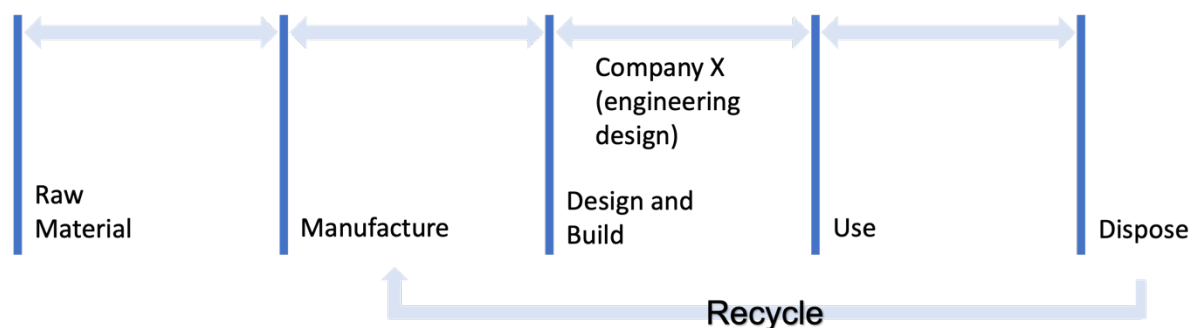 Company X
(engineering
design)
Raw
Material
Manufacture
Design and
Build
Use
Dispose
Recycle